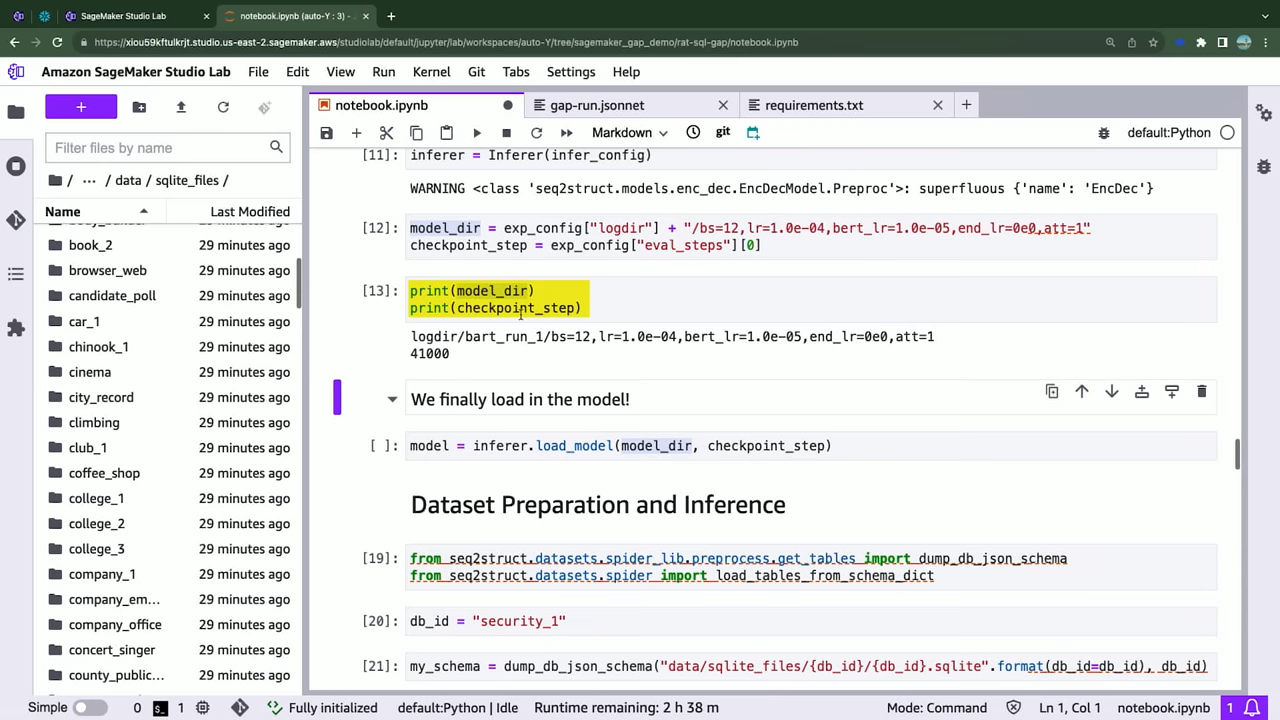 SageMaker Studio Lab
notebook.ipynb (auto-Y : 3) -
https://xiou59kftulkrjt.studio.us-east-2.sagemaker.aws/studiolab/default/jupyter/lab/workspaces/auto-Y/tree/sagemaker_gap_demo/rat-sql-gap/notebook.ipynb
Amazon SageMaker Studio Lab File Edit View Run Kernel Git Tabs Settings Help
notebook.ipynb gap-run.jsonnet requirements.txt
Markdown git default:Python
Filter files by name
/ ... / data / sqlite_files /
Name Last Modified
book_2 29 minutes ago
browser_web 29 minutes ago
candidate_poll 29 minutes ago
car_1 29 minutes ago
chinook_1 29 minutes ago
cinema 29 minutes ago
city_record 29 minutes ago
climbing 29 minutes ago
club_1 29 minutes ago
coffee_shop 29 minutes ago
college_1 29 minutes ago
college_2 29 minutes ago
college_3 29 minutes ago
company_1 29 minutes ago
company_em... 29 minutes ago
company_office 29 minutes ago
concert_singer 29 minutes ago
county_public... 29 minutes ago
[11]: inferer = Inferer(infer_config)
WARNING <class 'seq2struct.models.enc_dec.EncDecModel.Preproc'>: superfluous {'name': 'EncDec'}
[12]: model_dir = exp_config["logdir"] + "/bs=12,lr=1.0e-04,bert_lr=1.0e-05,end_lr=0e0,att=1"
checkpoint_step = exp_config["eval_steps"][0]
[13]: print(model_dir)
print(checkpoint_step)
logdir/bart_run_1/bs=12,lr=1.0e-04,bert_lr=1.0e-05,end_lr=0e0,att=1
41000
We finally load in the model!
[ ]: model = inferer.load_model(model_dir, checkpoint_step)
Dataset Preparation and Inference
[19]: from seq2struct.datasets.spider_lib.preprocess.get_tables import dump_db_json_schema
from seq2struct.datasets.spider import load_tables_from_schema_dict
[20]: db_id = "security_1"
[21]: my_schema = dump_db_json_schema("data/sqlite_files/{db_id}/{db_id}.sqlite".format(db_id=db_id), db_id)
Simple 0 1 Fully initialized default:Python | Idle Runtime remaining: 2 h 38 m Mode: Command Ln 1, Col 1 notebook.ipynb 1